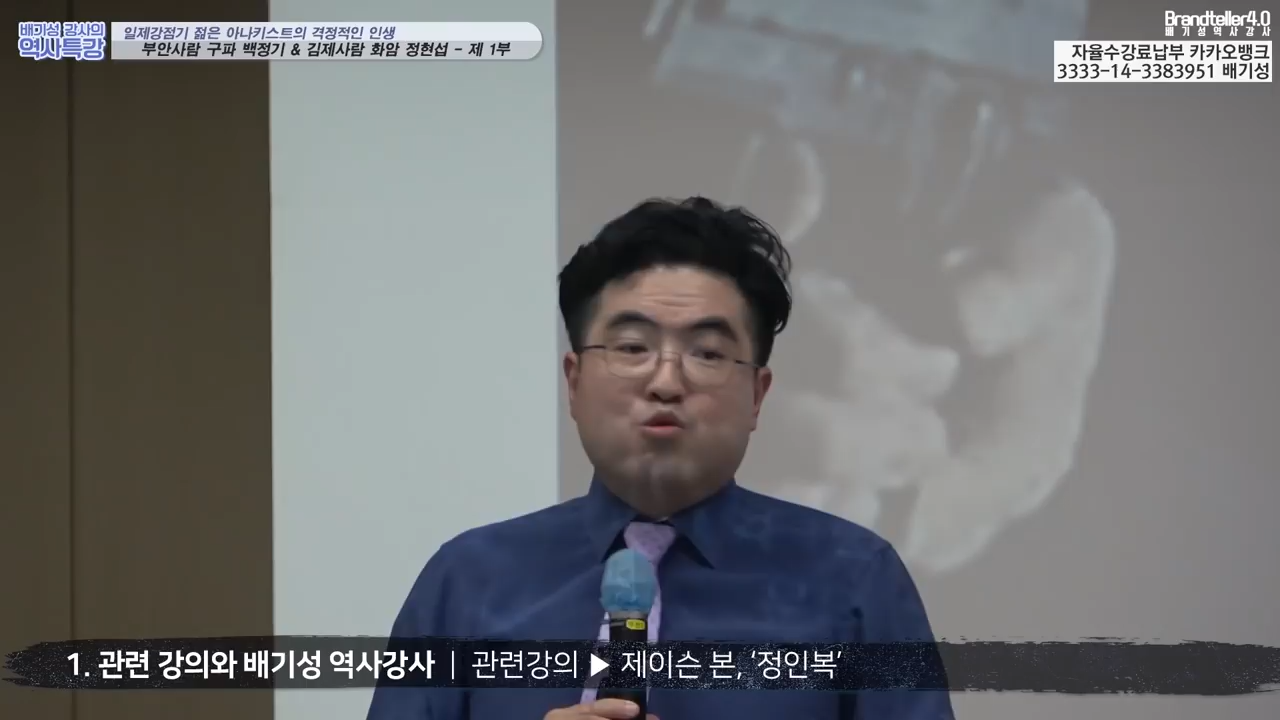 배기성 강사의
역사특강
일제강점기 젊은 아나키스트의 격정적인 인생
부안사람 구파 백정기 & 김제사람 화암 정현섭 - 제 1부
Brandteller4.0
배기성역사강사
자율수강료납부 카카오뱅크
3333-14-3383951 배기성
1. 관련 강의와 배기성 역사강사 | 관련강의 ▶ 제이슨 본, ‘정인복’